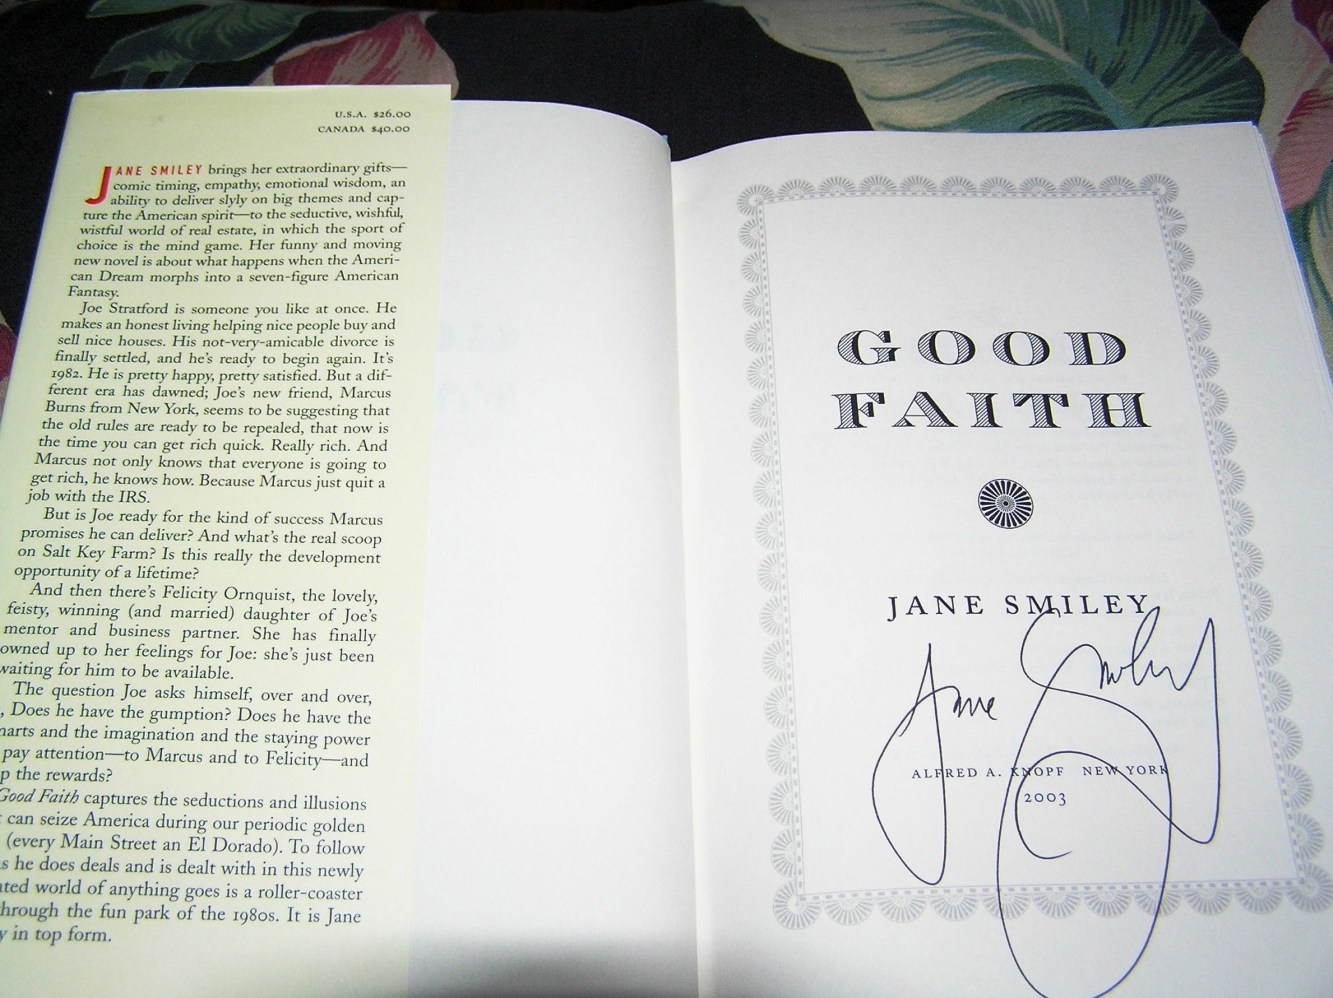 U.S.A. $26.00
CANADA $40.00
JANE SMILEY brings her extraordinary gifts—
comic timing, empathy, emotional wisdom, an
ability to deliver slyly on big themes and cap-
ture the American spirit—to the seductive, wishful,
wistful world of real estate, in which the sport of
choice is the mind game. Her funny and moving
new novel is about what happens when the Ameri-
can Dream morphs into a seven-figure American
Fantasy.
Joe Stratford is someone you like at once. He
makes an honest living helping nice people buy and
sell nice houses. His not-very-amicable divorce is
finally settled, and he's ready to begin again. It's
1982. He is pretty happy, pretty satisfied. But a dif-
ferent era has dawned; Joe's new friend, Marcus
Burns from New York, seems to be suggesting that
the old rules are ready to be repealed, that now is
the time you can get rich quick. Really rich. And
Marcus not only knows that everyone is going to
get rich, he knows how. Because Marcus just quit a
job with the IRS.
But is Joe ready for the kind of success Marcus
promises he can deliver? And what's the real scoop
on Salt Key Farm? Is this really the development
opportunity of a lifetime?
And then there's Felicity Ornquist, the lovely,
feisty, winning (and married) daughter of Joe's
mentor and business partner. She has finally
owned up to her feelings for Joe: she's just been
waiting for him to be available.
The question Joe asks himself, over and over,
, Does he have the gumption? Does he have the
marts and the imagination and the staying power
pay attention—to Marcus and to Felicity—and
p the rewards?
Good Faith captures the seductions and illusions
t can seize America during our periodic golden
(every Main Street an El Dorado). To follow
s he does deals and is dealt with in this newly
ated world of anything goes is a roller-coaster
hrough the fun park of the 1980s. It is Jane
y in top form.
GOOD
FAITH
JANE SMILEY
Jane Smiley
ALFRED A. KNOPF NEW YORK
2003